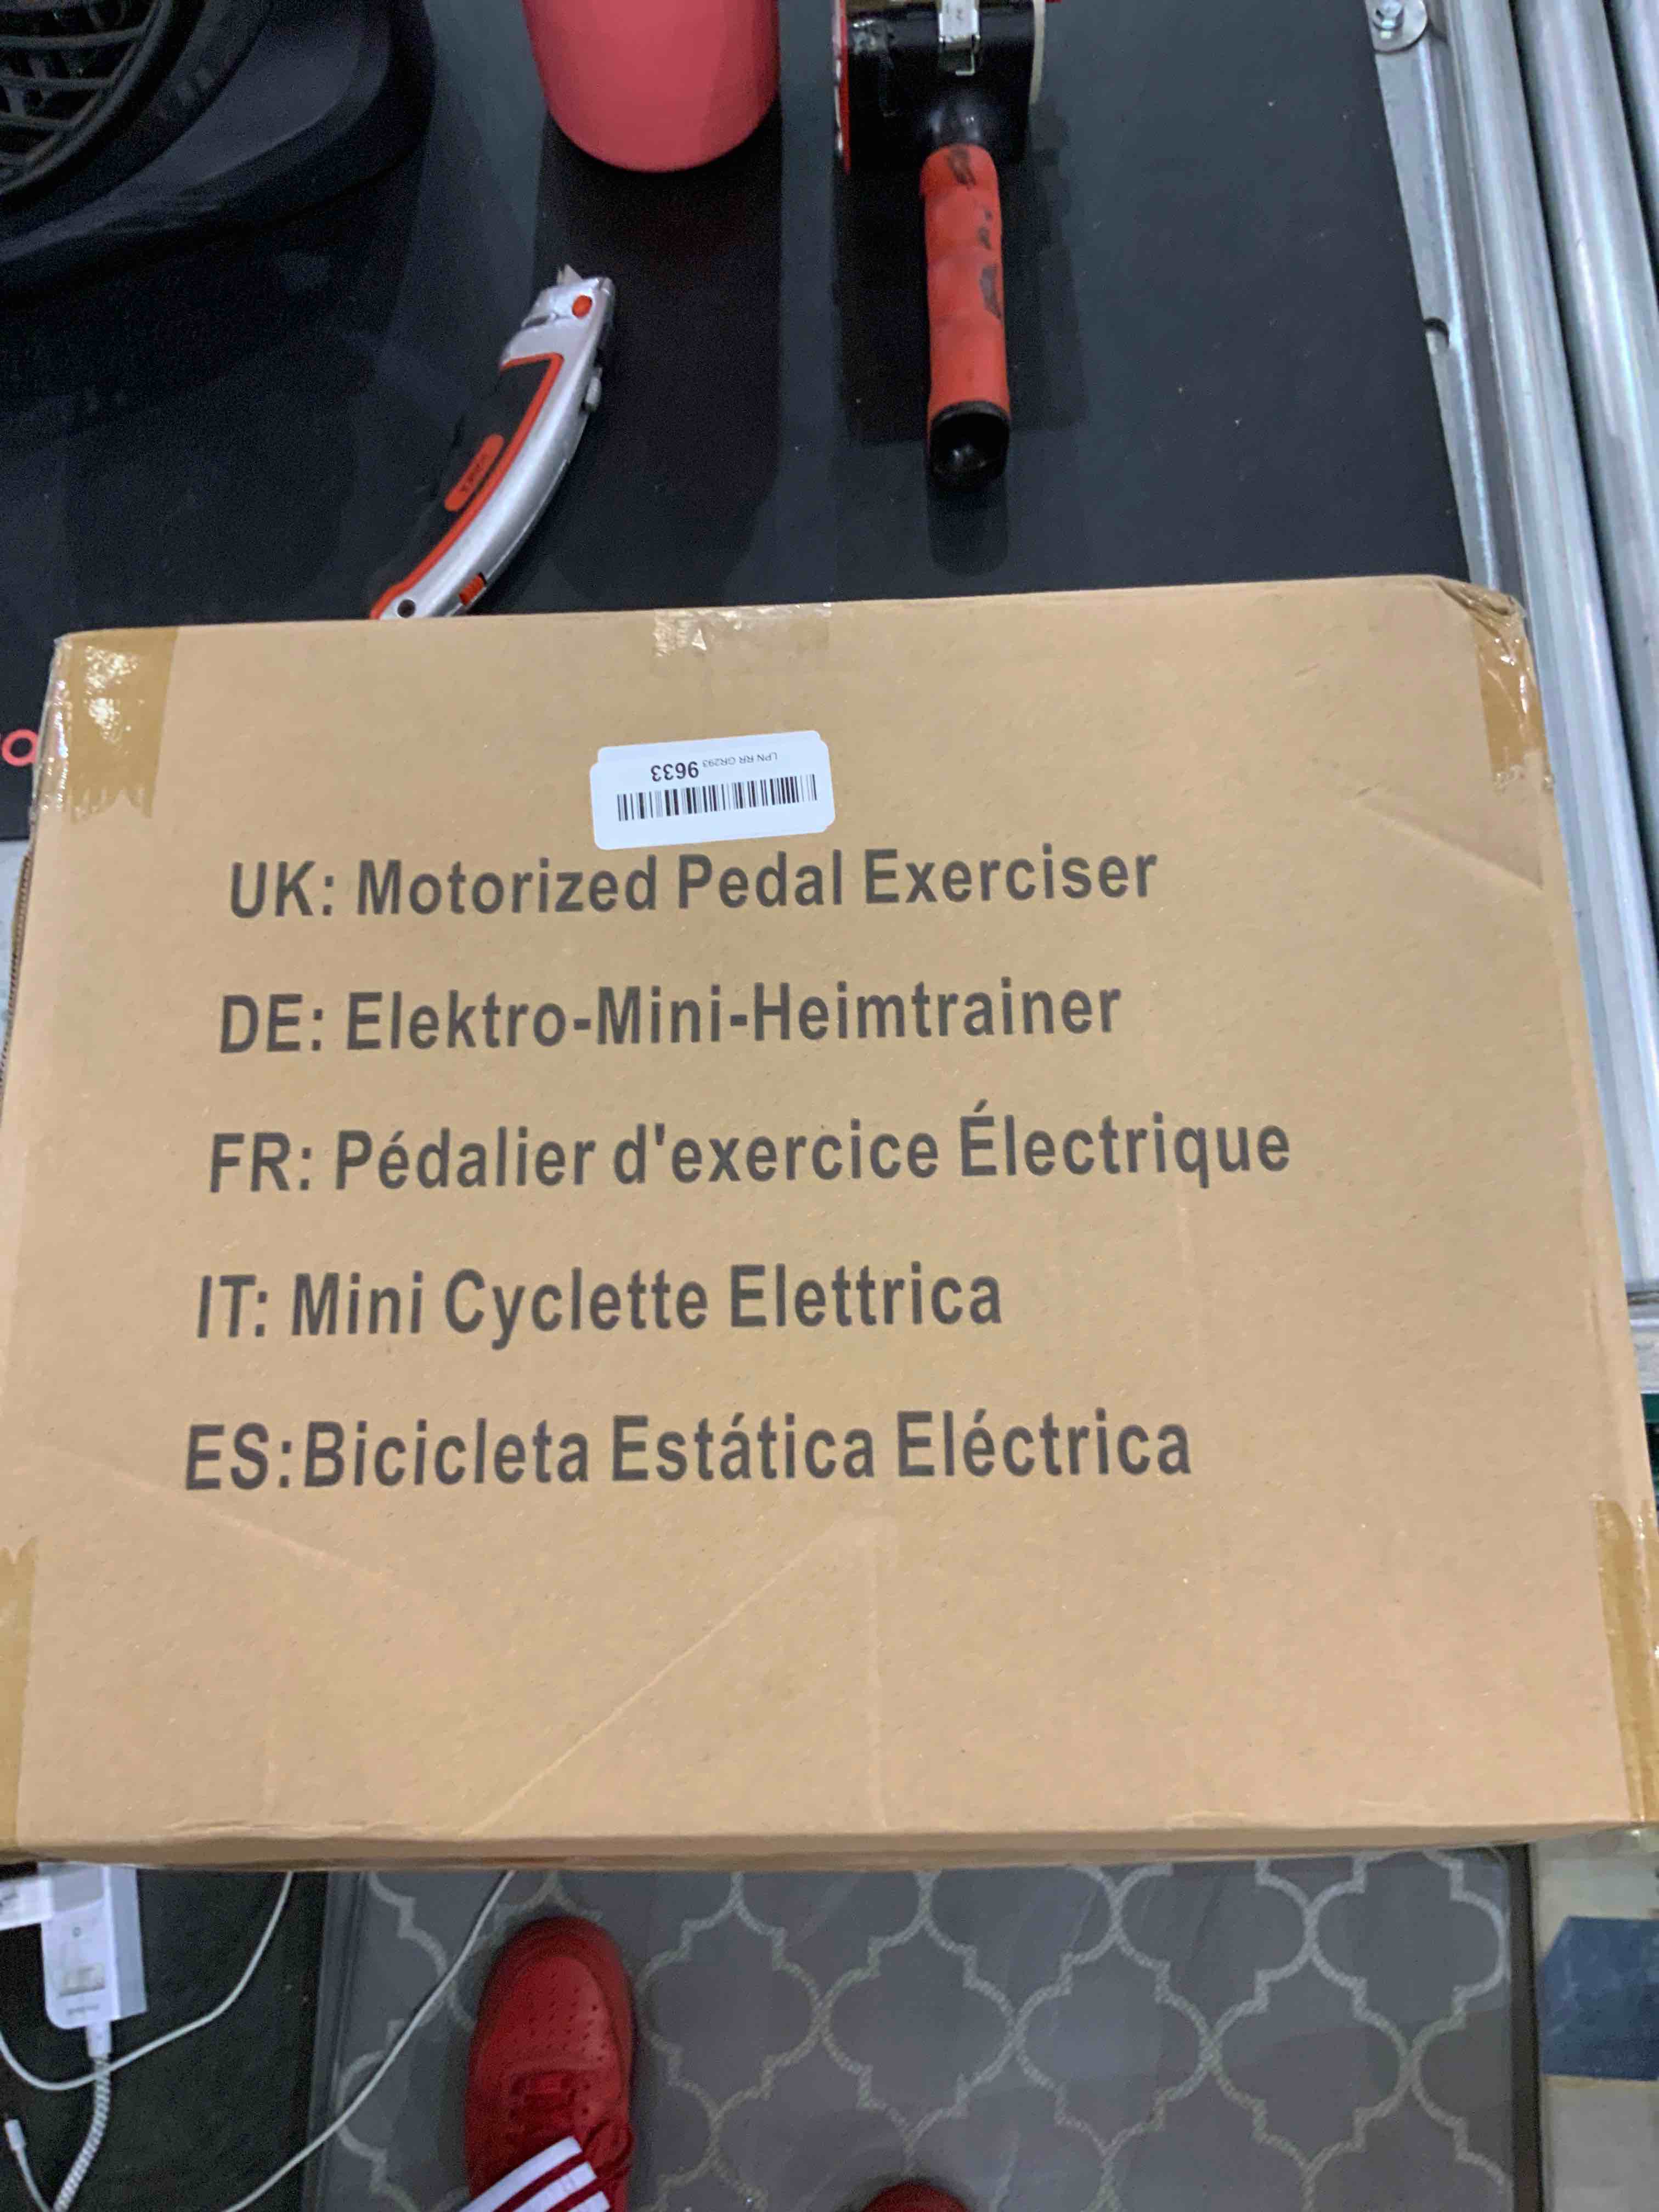 LPN RR GR293 9633
UK: Motorized Pedal Exerciser
DE: Elektro-Mini-Heimtrainer
FR: Pédalier d'exercice Électrique
IT: Mini Cyclette Elettrica
ES:Bicicleta Estática Eléctrica